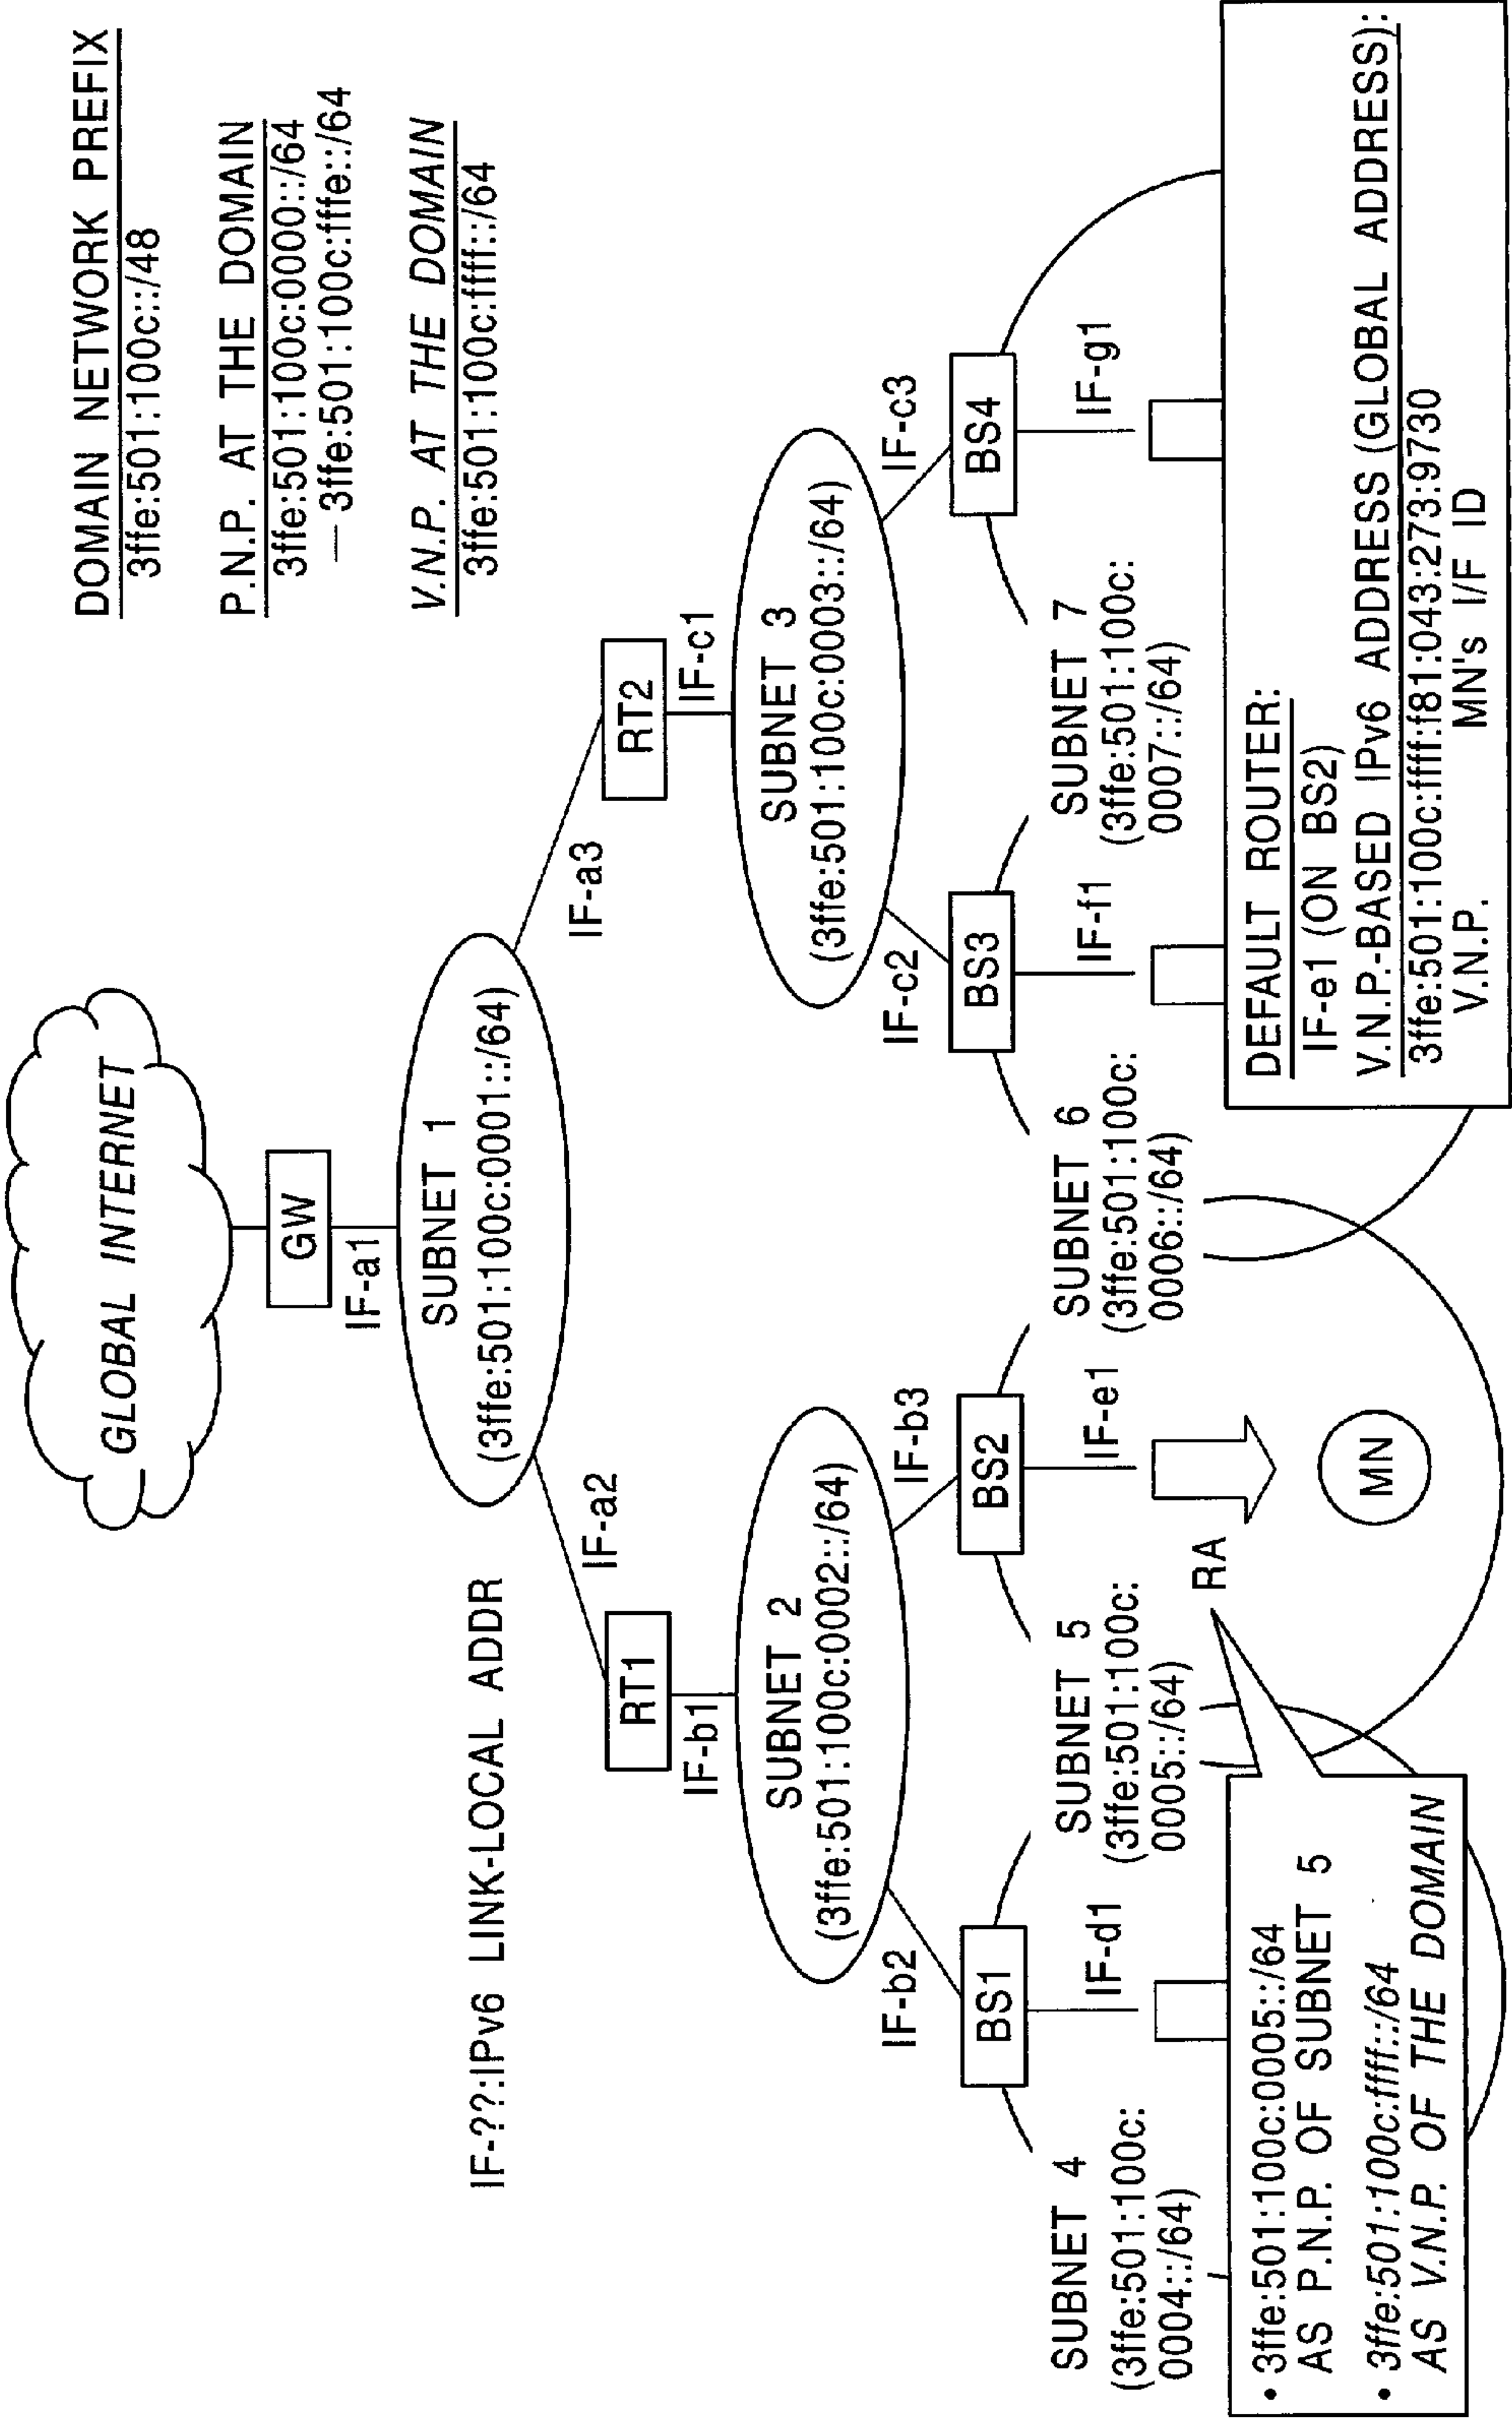 DOMAIN NETWORK PREFIX
3ffe:501:100c::/48
P.N.P. AT THE DOMAIN
3ffe:501:100c:0000::/64
— 3ffe:501:100c:fffe::/64
V.N.P. AT THE DOMAIN
3ffe:501:100c:ffff::/64
GLOBAL INTERNET
GW
IF-a1
SUBNET 1
(3ffe:501:100c:0001::/64)
IF-??:IPv6 LINK-LOCAL ADDR
IF-a2
IF-a3
RT1
RT2
IF-b1
IF-c1
SUBNET 2
(3ffe:501:100c:0002::/64)
SUBNET 3
(3ffe:501:100c:0003::/64)
IF-b2
IF-b3
IF-c2
IF-c3
BS1
BS2
BS3
BS4
IF-d1
IF-e1
IF-f1
IF-g1
SUBNET 4
(3ffe:501:100c:
0004::/64)
SUBNET 5
(3ffe:501:100c:
0005::/64)
SUBNET 6
(3ffe:501:100c:
0006::/64)
SUBNET 7
(3ffe:501:100c:
0007::/64)
RA
MN
• 3ffe:501:100c:0005::/64
AS P.N.P. OF SUBNET 5
• 3ffe:501:100c:ffff::/64
AS V.N.P. OF THE DOMAIN
DEFAULT ROUTER:
IF-e1 (ON BS2)
V.N.P.-BASED IPv6 ADDRESS (GLOBAL ADDRESS):
3ffe:501:100c:ffff:f81:043:273:9730
V.N.P. MN's I/F ID